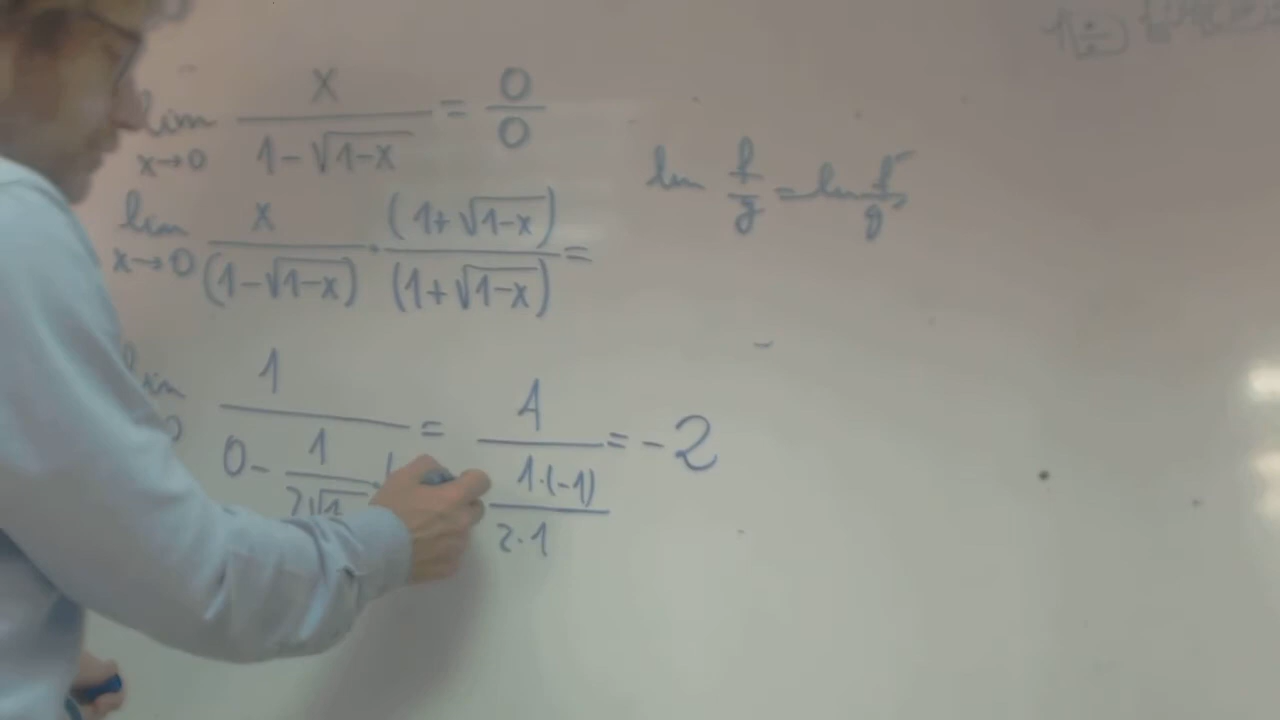 lim x→0 x/(1-√(1-x)) = 0/0
lim x→0 x/(1-√(1-x)) · (1+√(1-x))/(1+√(1-x)) =
lim f/g = lim f'/g'
lim 1/(0 - 1/(2√1 = 1/(1·(-1)/2·1) = -2